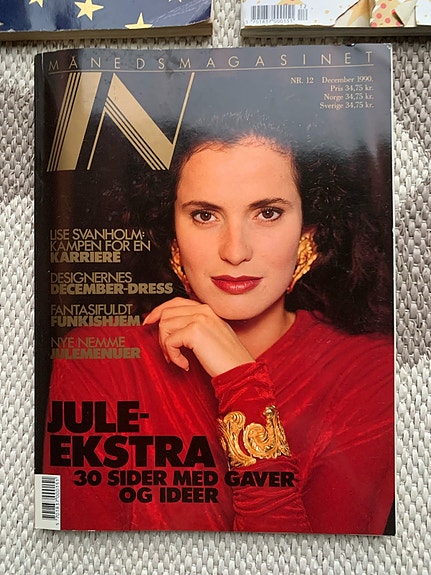 MÅNEDSMAGASINET
IN
NR. 12 December 1990.
Pris 34,75 kr.
Norge 34,75 kr.
Sverige 34,75 kr.
LISE SVANHOLM:
KAMPEN FOR EN
KARRIERE
DESIGNERNES
DECEMBER-DRESS
FANTASIFULDT
FUNKISHJEM
NYE NEMME
JULEMENUER
JULE-
EKSTRA
30 SIDER MED GAVER
OG IDEER